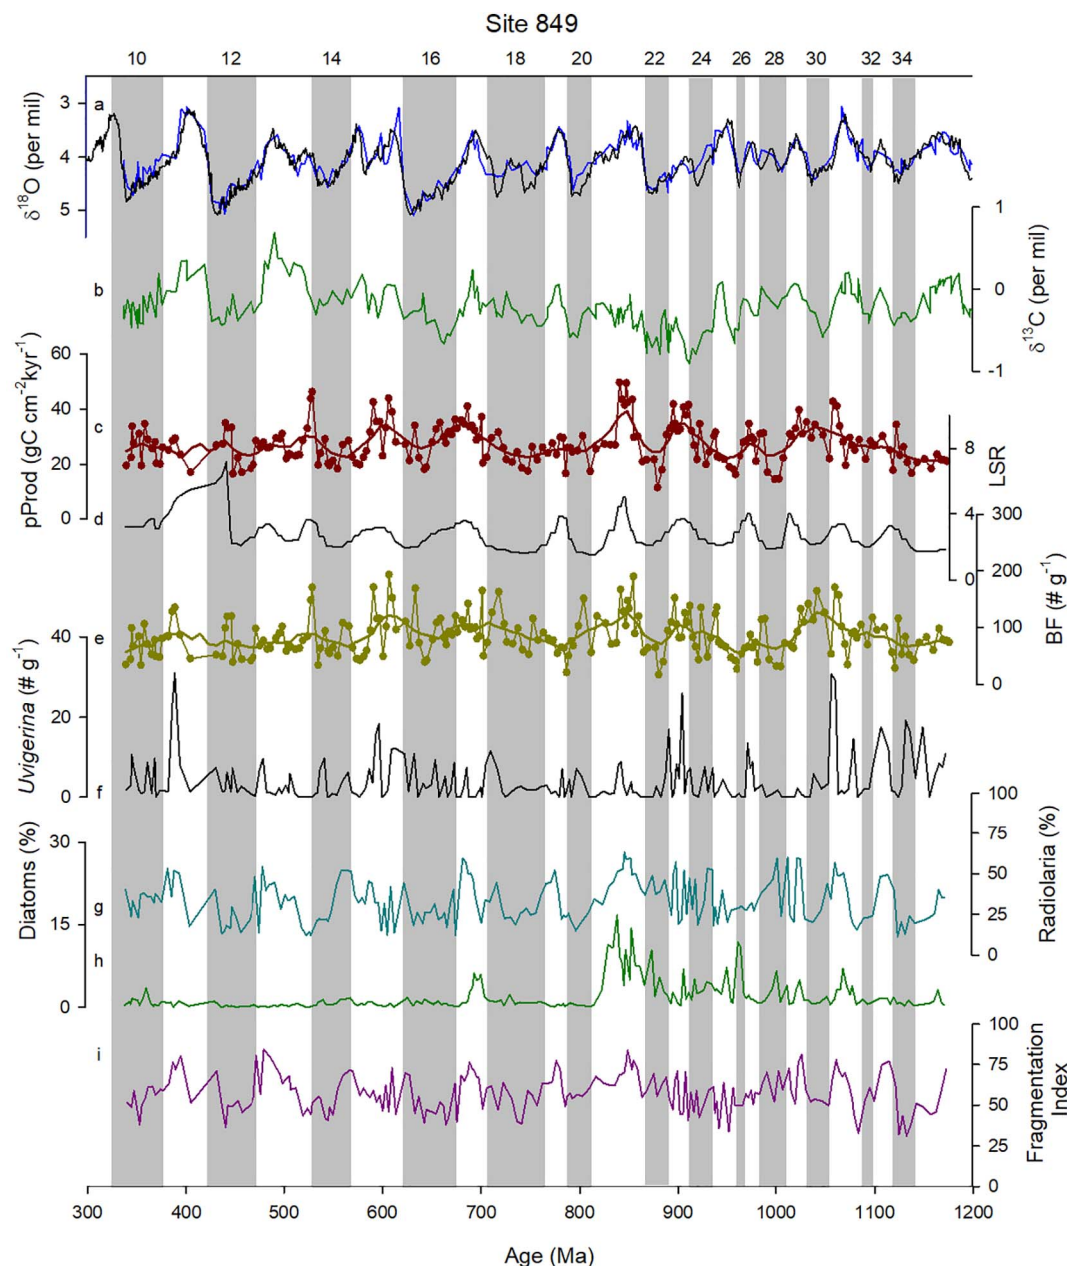 Site 849
10 12 14 16 18 20 22 24 26 28 30 32 34
a
3
4
5
δ18O (per mil)
b
1
0
-1
δ13C (per mil)
60
40
20
0
pProd (gC cm-2kyr-1)
c
8
4
0
LSR
d
300
200
100
0
BF (# g-1)
e
40
20
0
Uvigerina (# g-1)
f
100
75
50
25
0
Radiolaria (%)
30
15
0
Diatoms (%)
g
h
i
100
75
50
25
0
Fragmentation
Index
300 400 500 600 700 800 900 1000 1100 1200
Age (Ma)